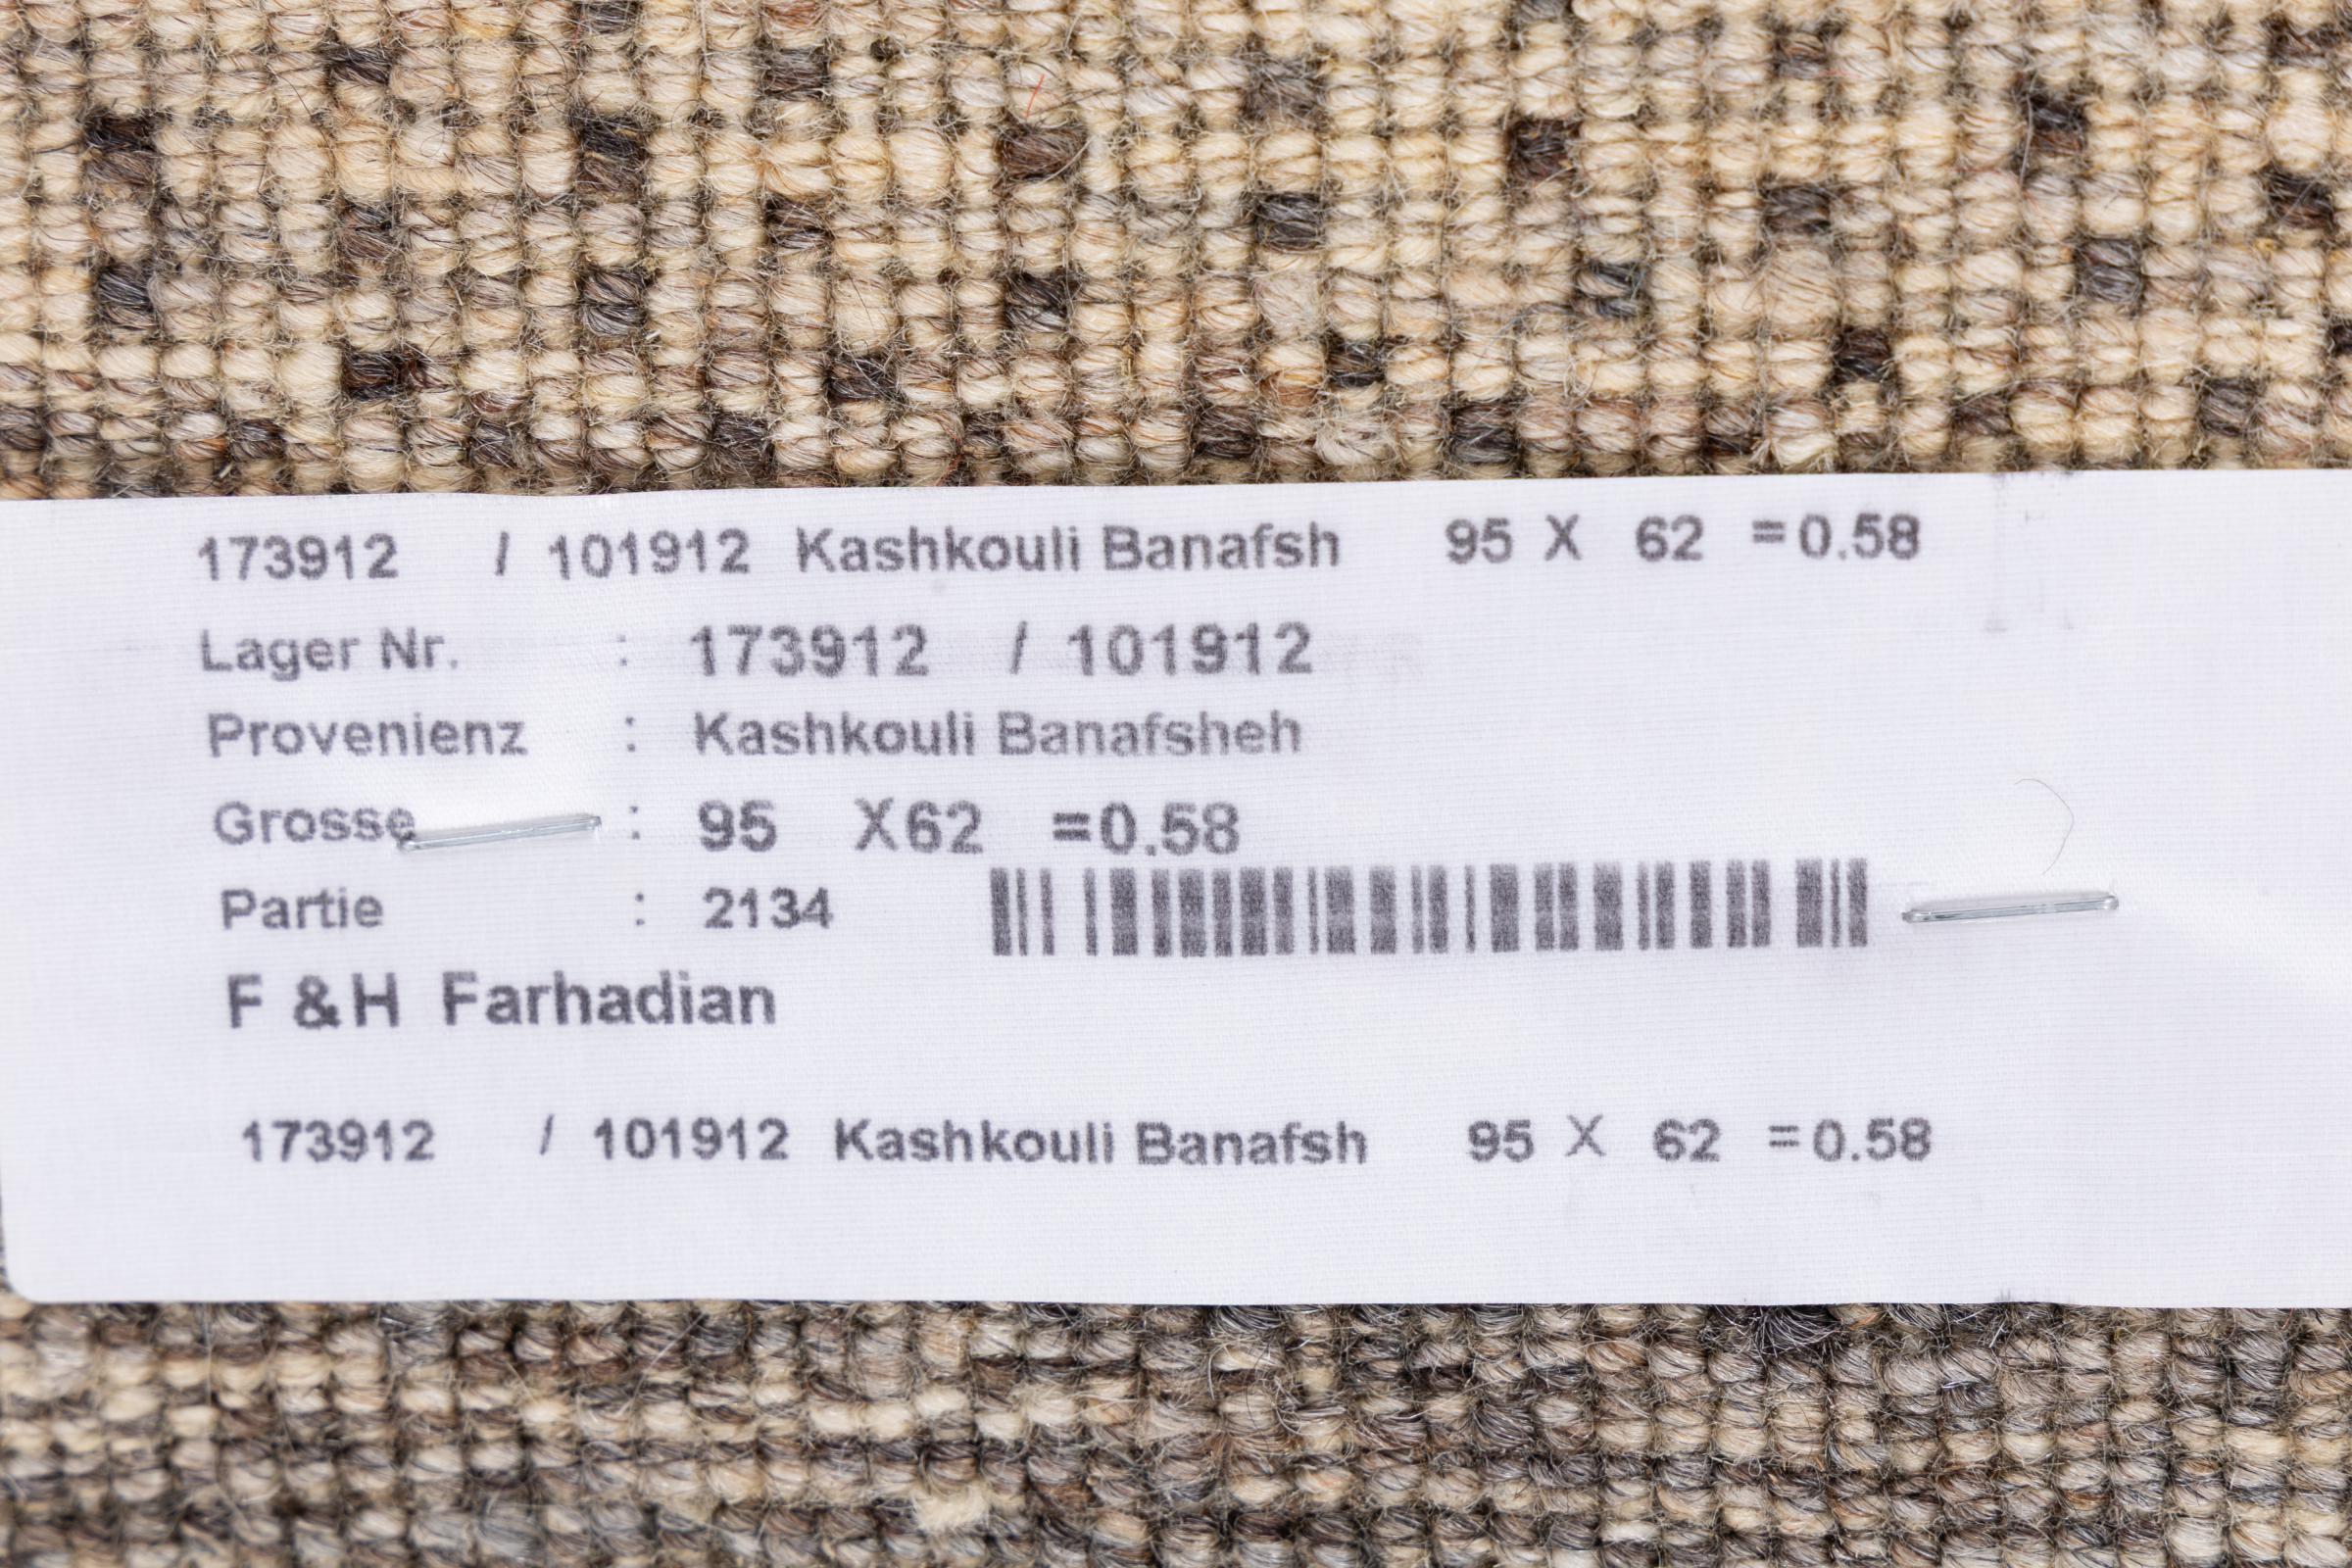 173912 / 101912 Kashkouli Banafsh 95 X 62 =0.58
Lager Nr. : 173912 / 101912
Provenienz : Kashkouli Banafsheh
Grosse : 95 X62 =0.58
Partie : 2134
F &H Farhadian
173912 / 101912 Kashkouli Banafsh 95 X 62 =0.58